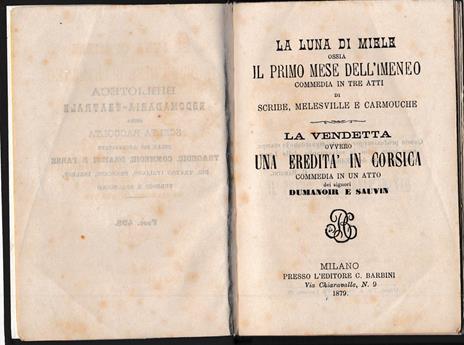 LA LUNA DI MIELE
OSSIA
IL PRIMO MESE DELL'IMENEO
COMMEDIA IN TRE ATTI
DI
SCRIBE, MELESVILLE E CARMOUCHE
LA VENDETTA
OVVERO
UNA EREDITA' IN CORSICA
COMMEDIA IN UN ATTO
dei signori
DUMANOIR E SAUVIN
MILANO
PRESSO L'EDITORE C. BARBINI
Via Chiaravalle, N. 9
1879.